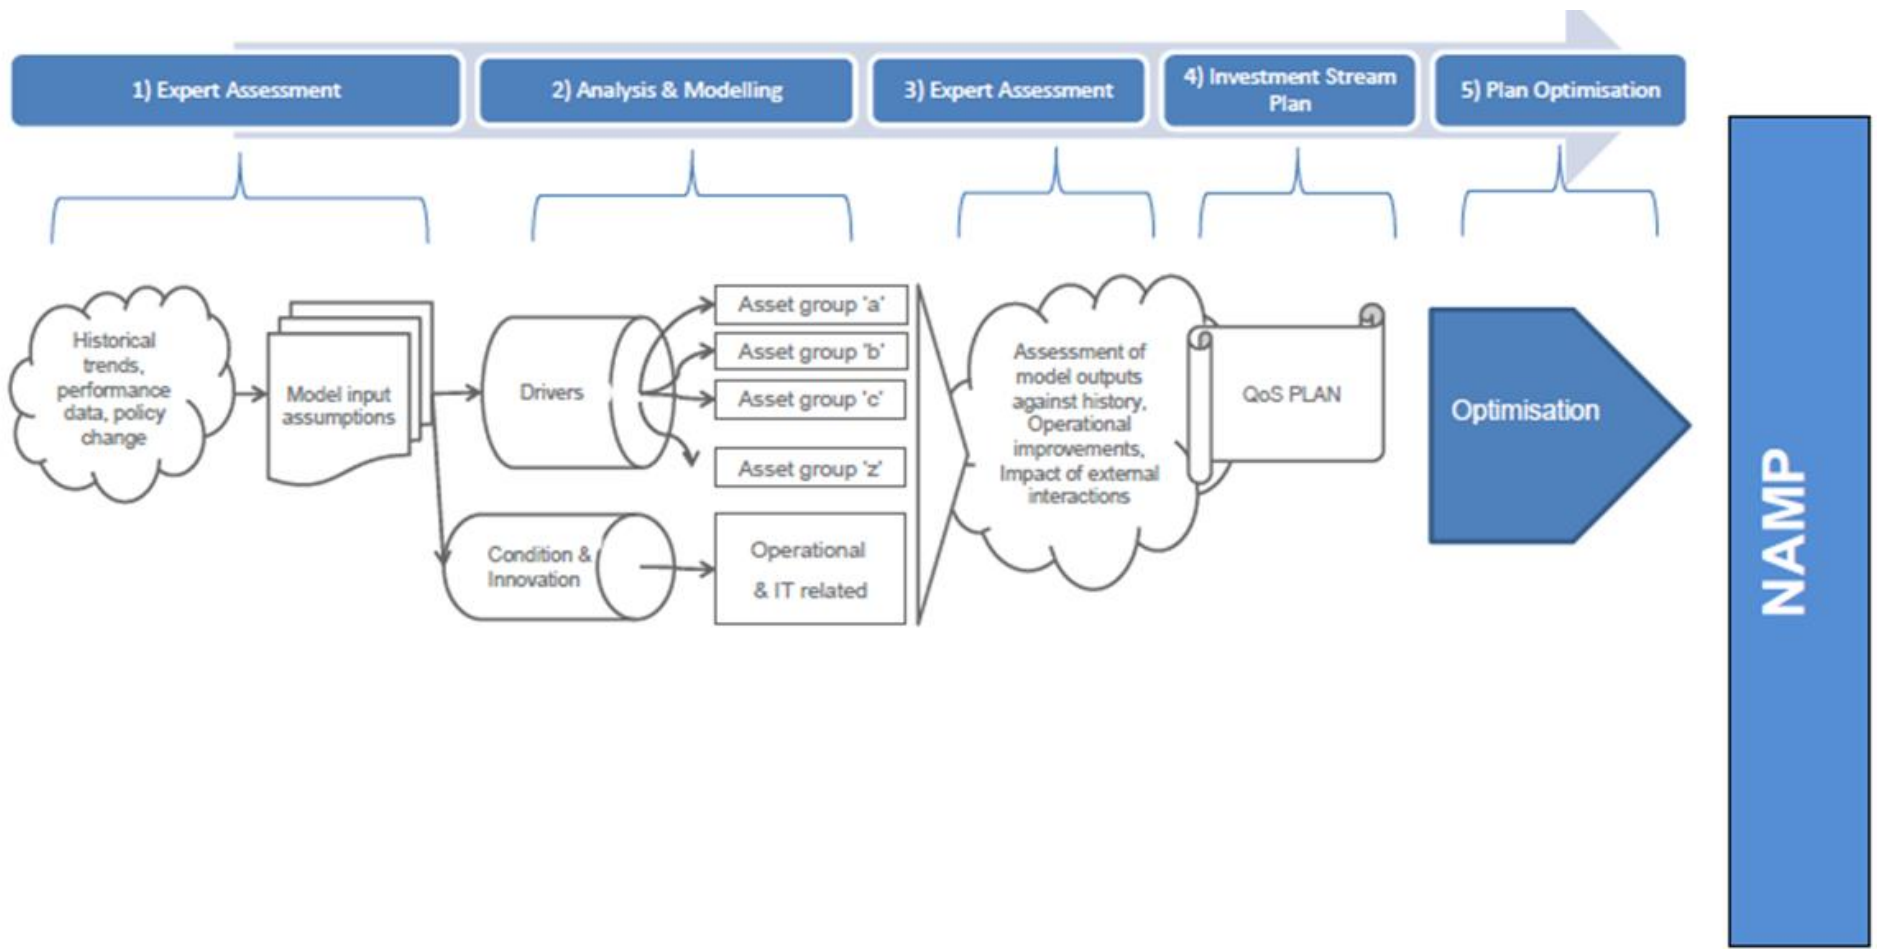 1) Expert Assessment
2) Analysis & Modelling
3) Expert Assessment
4) Investment Stream
Plan
5) Plan Optimisation
Historical
trends,
performance
data, policy
change
Model input
assumptions
Drivers
Asset group 'a'
Asset group 'b'
Asset group 'c'
Asset group 'z'
Condition &
Innovation
Operational
& IT related
Assessment of
model outputs
against history,
Operational
improvements,
Impact of external
interactions
QoS PLAN
Optimisation
NAMP